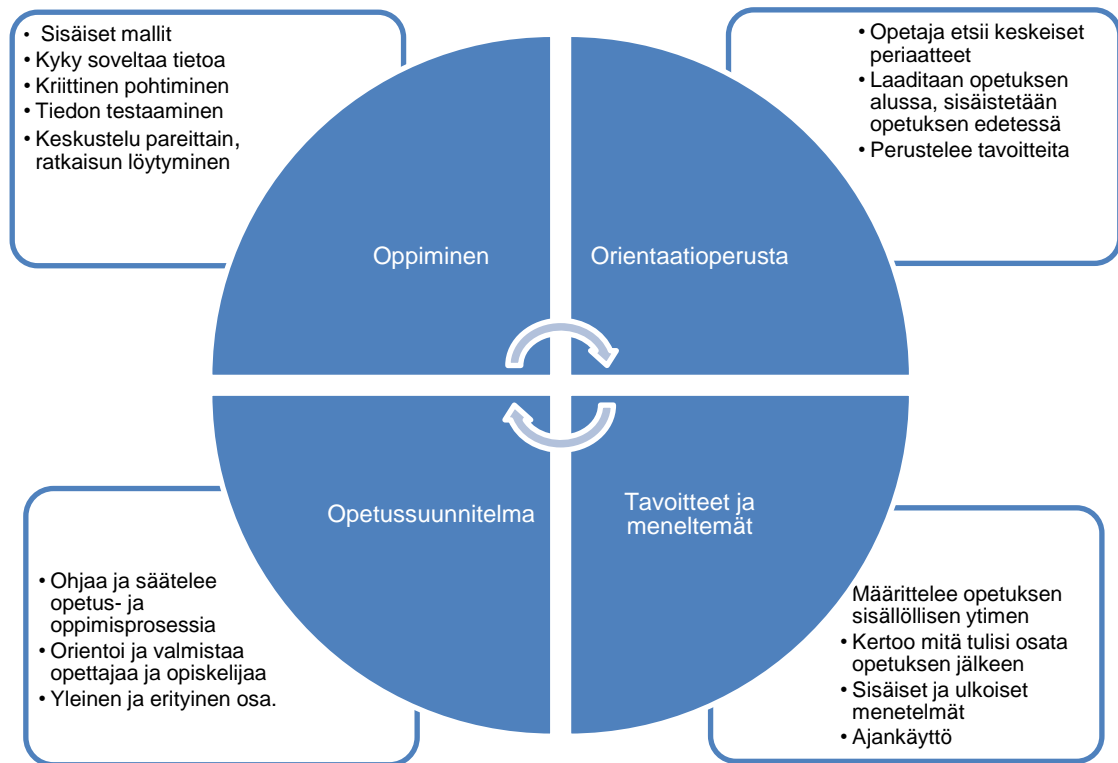 • Sisäiset mallit
• Kyky soveltaa tietoa
• Kriittinen pohtiminen
• Tiedon testaaminen
• Keskustelu pareittain,
ratkaisun löytyminen
• Opetaja etsii keskeiset
periaatteet
• Laaditaan opetuksen
alussa, sisäistetään
opetuksen edetessä
• Perustelee tavoitteita
Oppiminen
Orientaatioperusta
Opetussuunnitelma
Tavoitteet ja
meneltemät
• Ohjaa ja säätelee
opetus- ja
oppimisprosessia
• Orientoi ja valmistaa
opettajaa ja opiskelijaa
• Yleinen ja erityinen osa.
Määrittelee opetuksen
sisällöllisen ytimen
• Kertoo mitä tulisi osata
opetuksen jälkeen
• Sisäiset ja ulkoiset
menetelmät
• Ajankäyttö